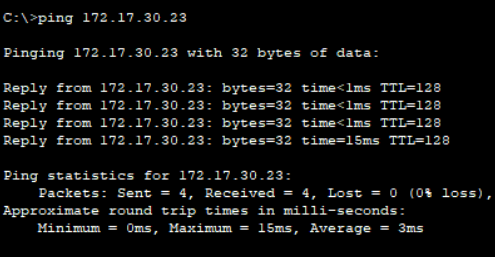 C:\>ping 172.17.30.23
Pinging 172.17.30.23 with 32 bytes of data:
Reply from 172.17.30.23: bytes=32 time<1ms TTL=128
Reply from 172.17.30.23: bytes=32 time<1ms TTL=128
Reply from 172.17.30.23: bytes=32 time<1ms TTL=128
Reply from 172.17.30.23: bytes=32 time=15ms TTL=128
Ping statistics for 172.17.30.23:
    Packets: Sent = 4, Received = 4, Lost = 0 (0% loss),
Approximate round trip times in milli-seconds:
    Minimum = 0ms, Maximum = 15ms, Average = 3ms